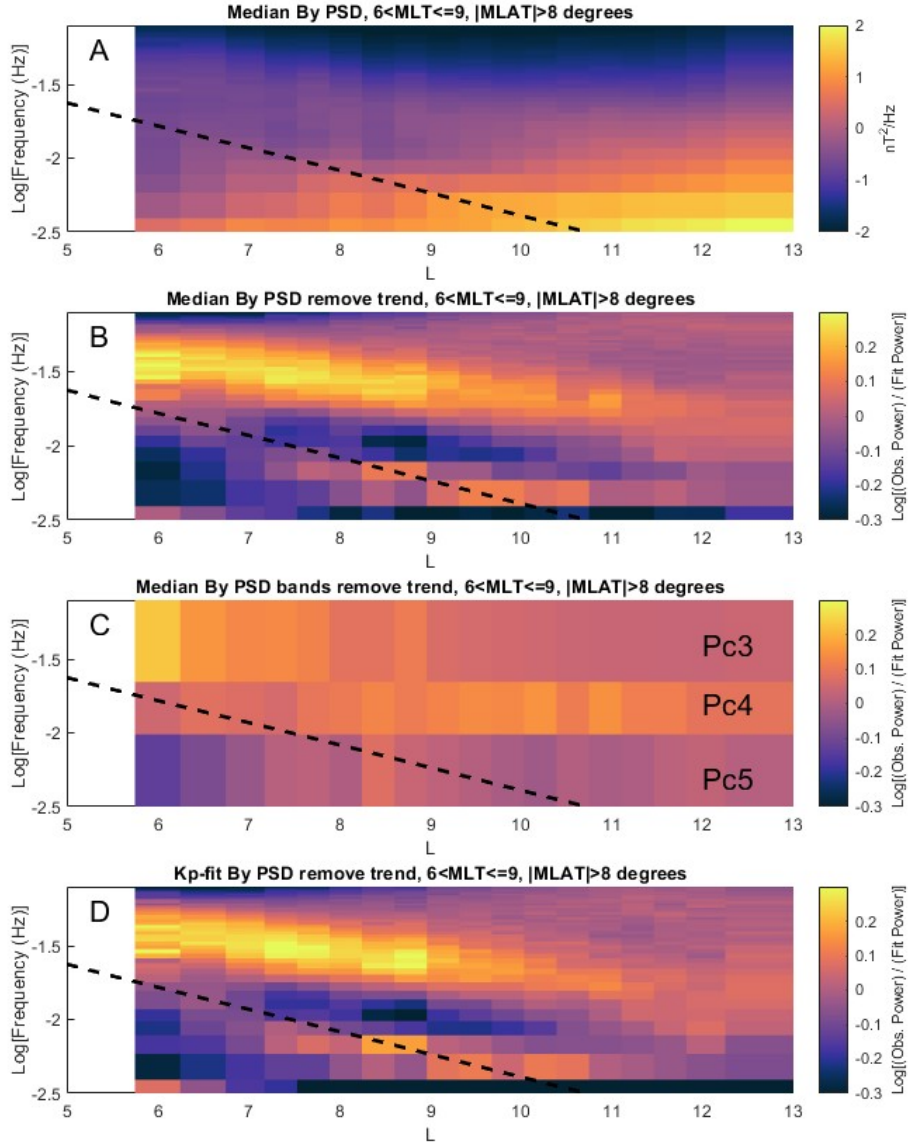 Median By PSD, 6<MLT<=9, |MLAT|>8 degrees
A
Log[Frequency (Hz)]
-1.5
-2
-2.5
5 6 7 8 9 10 11 12 13
L
2
1
0
-1
-2
nT²/Hz
Median By PSD remove trend, 6<MLT<=9, |MLAT|>8 degrees
B
Log[Frequency (Hz)]
-1.5
-2
-2.5
5 6 7 8 9 10 11 12 13
L
0.2
0.1
0
-0.1
-0.2
-0.3
Log[(Obs. Power) / (Fit Power)]
Median By PSD bands remove trend, 6<MLT<=9, |MLAT|>8 degrees
C
Log[Frequency (Hz)]
-1.5
-2
-2.5
Pc3
Pc4
Pc5
5 6 7 8 9 10 11 12 13
L
0.2
0.1
0
-0.1
-0.2
-0.3
Log[(Obs. Power) / (Fit Power)]
Kp-fit By PSD remove trend, 6<MLT<=9, |MLAT|>8 degrees
D
Log[Frequency (Hz)]
-1.5
-2
-2.5
5 6 7 8 9 10 11 12 13
L
0.2
0.1
0
-0.1
-0.2
-0.3
Log[(Obs. Power) / (Fit Power)]